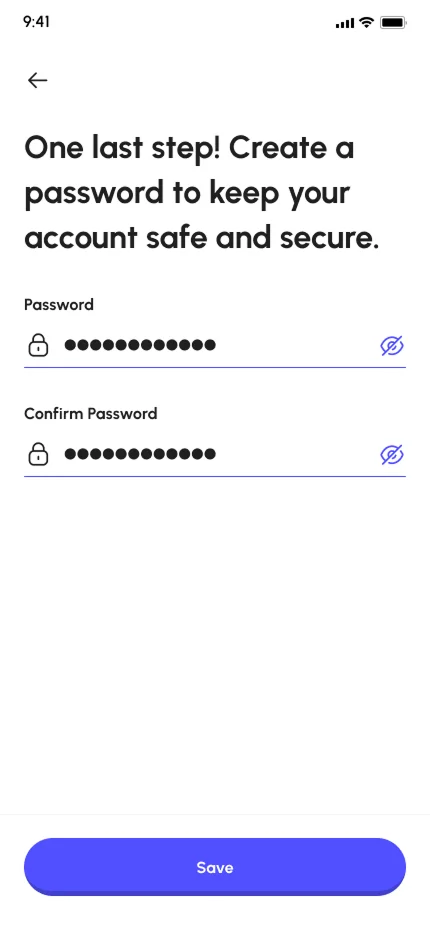 9:41
One last step! Create a
password to keep your
account safe and secure.
Password
●●●●●●●●●●●●
Confirm Password
●●●●●●●●●●●●
Save